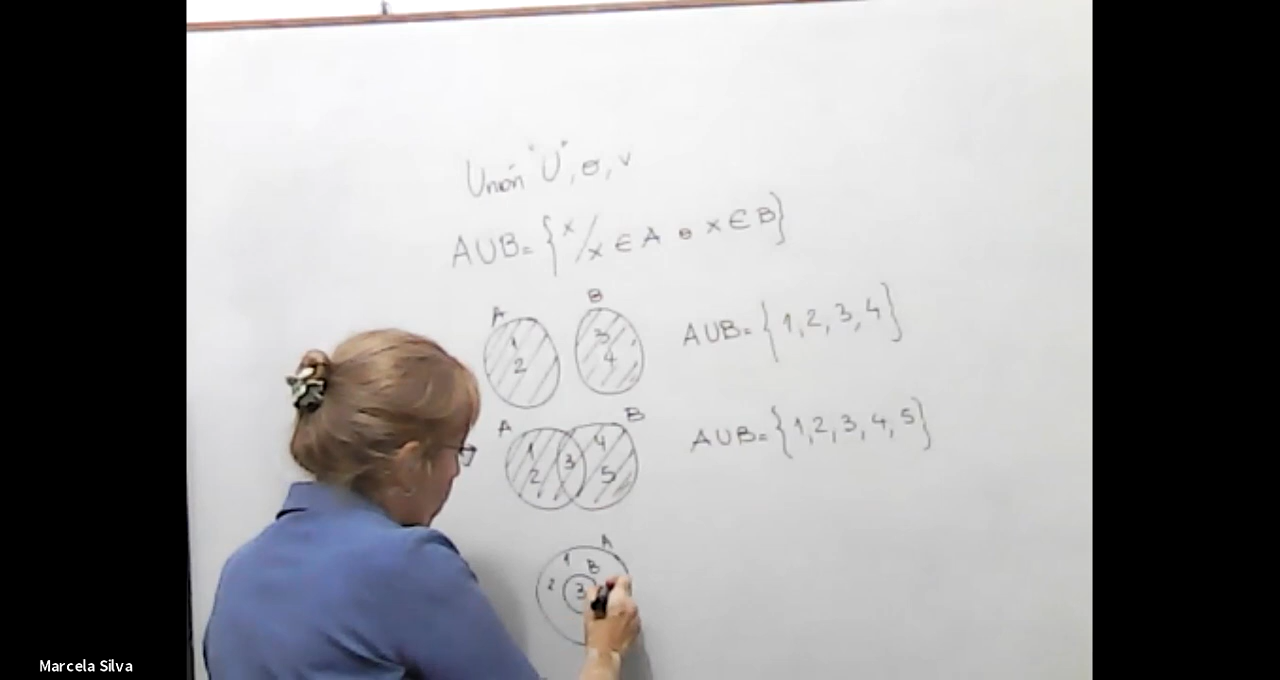 Unión "U", o, v
AUB= {x/x ∈ A o x ∈ B}
A B
1 3
2 4
AUB= {1,2,3,4}
A B
1 4
2 3 5
AUB= {1,2,3,4,5}
A
1 B
2 3
Marcela Silva